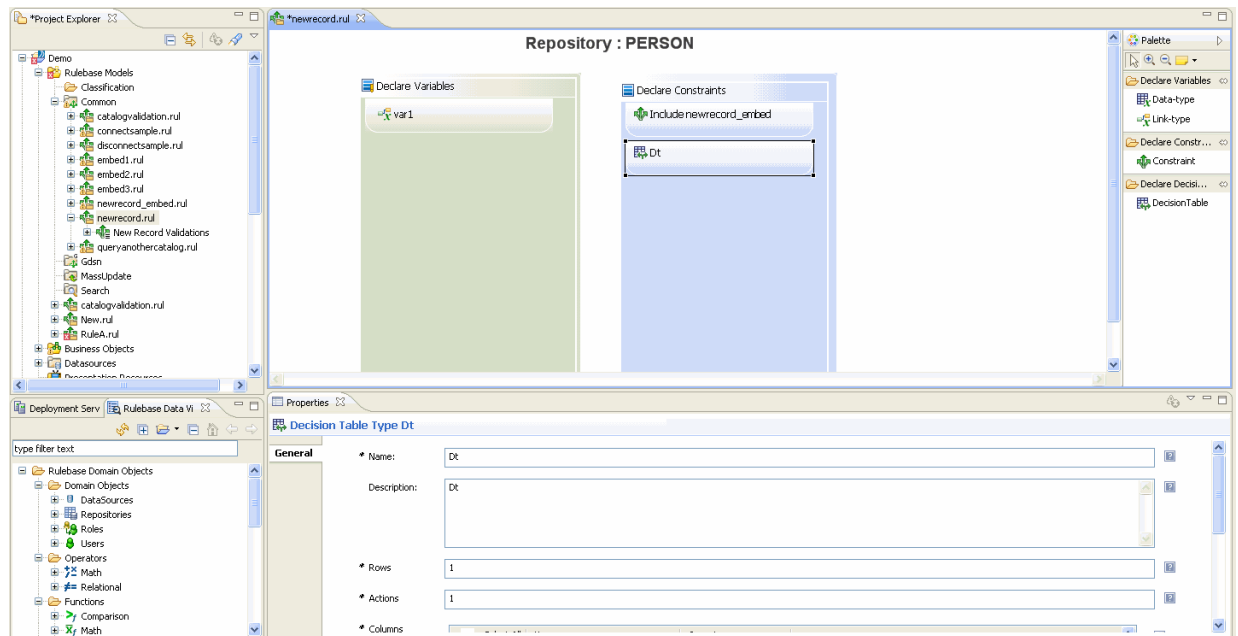 *Project Explorer
Demo
Rulebase Models
Classification
Common
catalogvalidation.rul
connectsample.rul
disconnectsample.rul
embed1.rul
embed2.rul
embed3.rul
newrecord_embed.rul
newrecord.rul
New Record Validations
queryanothercatalog.rul
Gdsn
MassUpdate
Search
catalogvalidation.rul
New.rul
RuleA.rul
Business Objects
Datasources
Presentation Resources
*newrecord.rul
Repository : PERSON
Declare Variables
var1
Declare Constraints
Include newrecord_embed
Dt
Palette
Declare Variables
Data-type
Link-type
Declare Constr...
Constraint
Declare Decisi...
DecisionTable
Deployment Serv
Rulebase Data Vi
type filter text
Rulebase Domain Objects
Domain Objects
DataSources
Repositories
Roles
Users
Operators
Math
Relational
Functions
Comparison
Math
Properties
Decision Table Type Dt
General
* Name:
Dt
Description:
Dt
* Rows
1
* Actions
1
* Columns